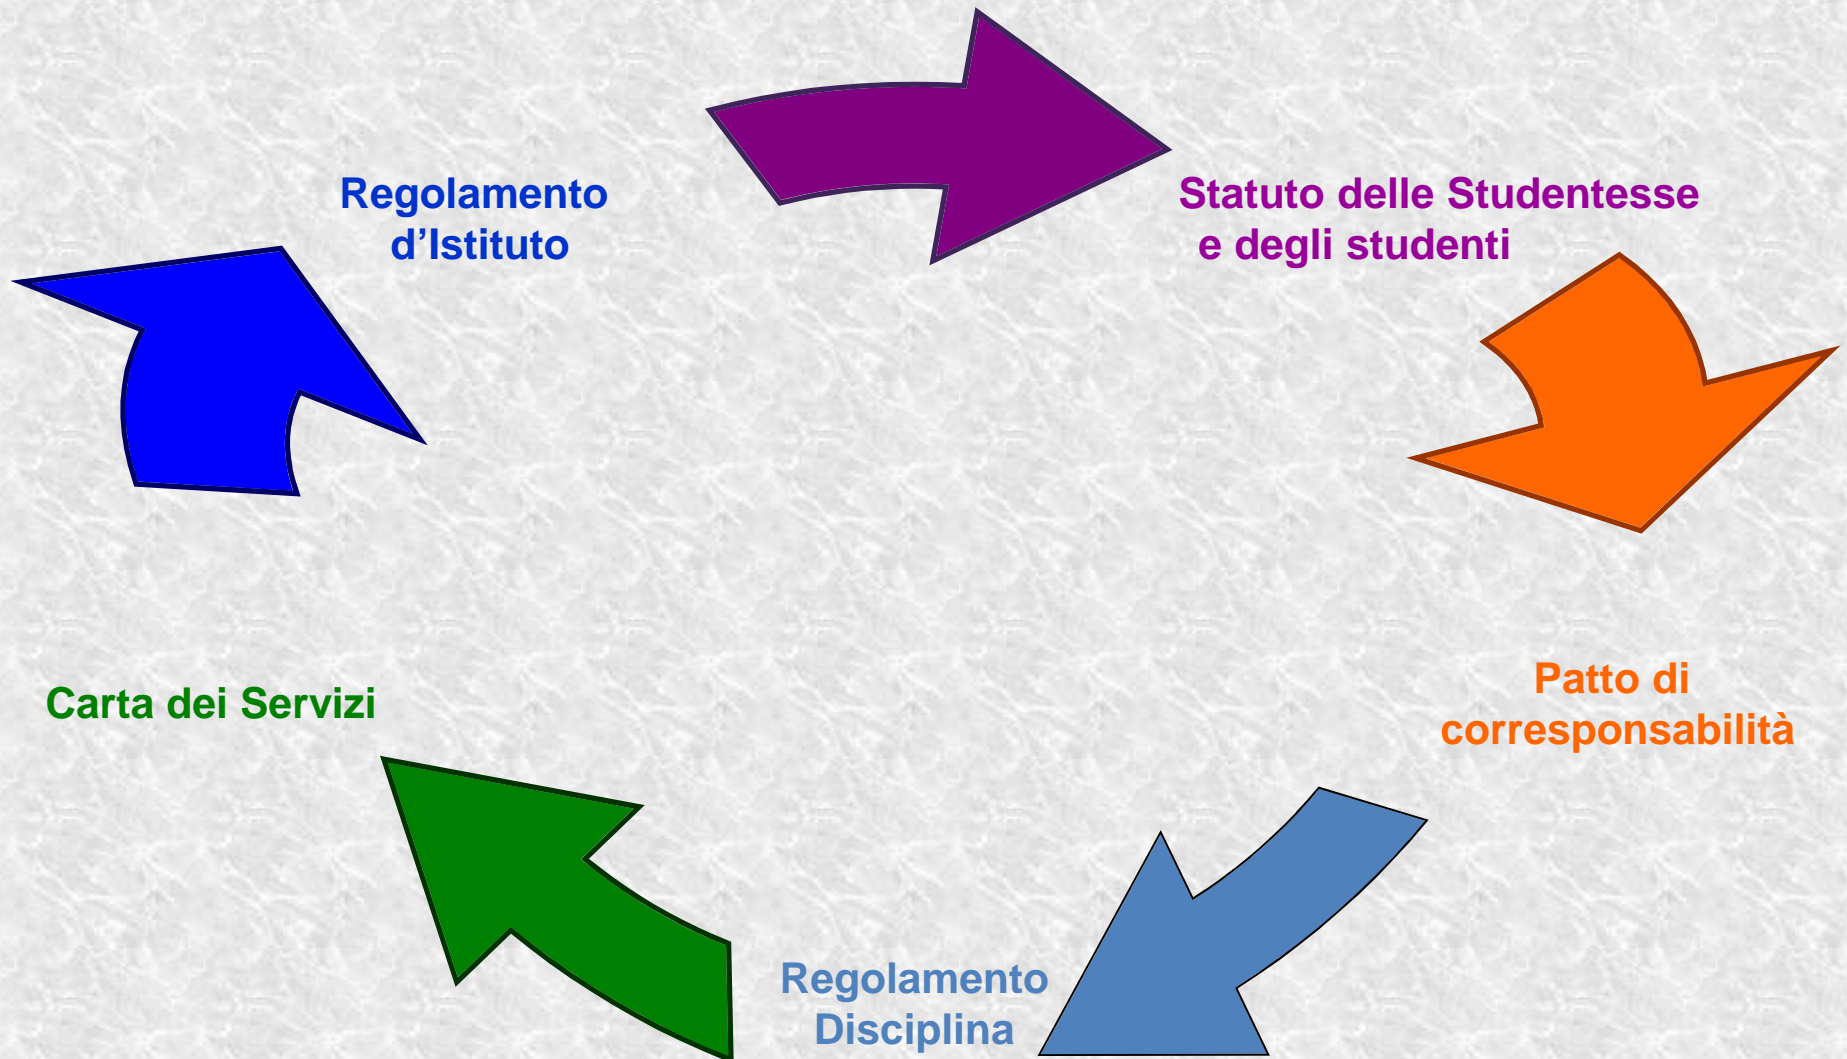 Regolamento
d’Istituto
Statuto delle Studentesse
e degli studenti
Patto di
corresponsabilità
Regolamento
Disciplina
Carta dei Servizi